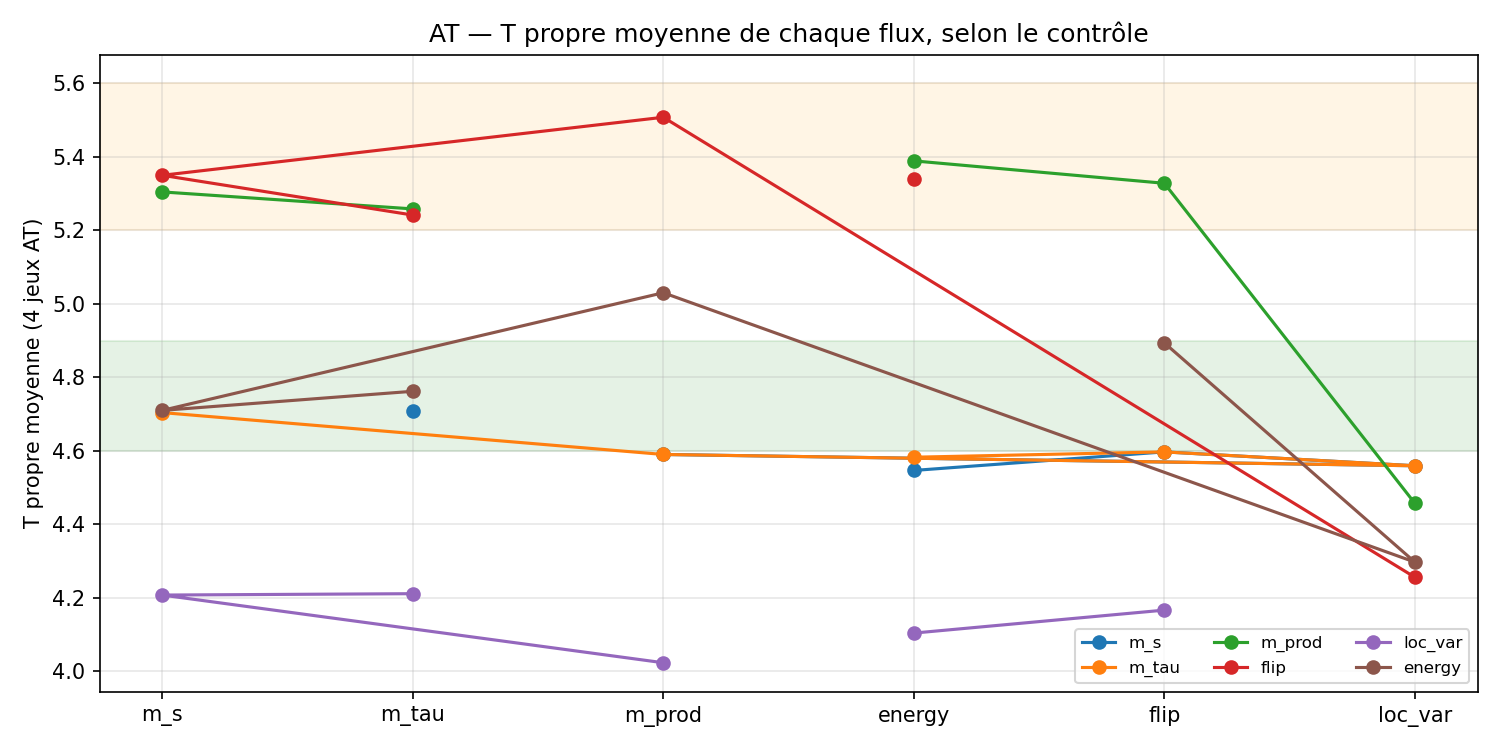 AT — T propre moyenne de chaque flux, selon le contrôle
T propre moyenne (4 jeux AT)
5.6
5.4
5.2
5.0
4.8
4.6
4.4
4.2
4.0
m_s
m_tau
m_prod
energy
flip
loc_var
m_s m_prod loc_var
m_tau flip energy